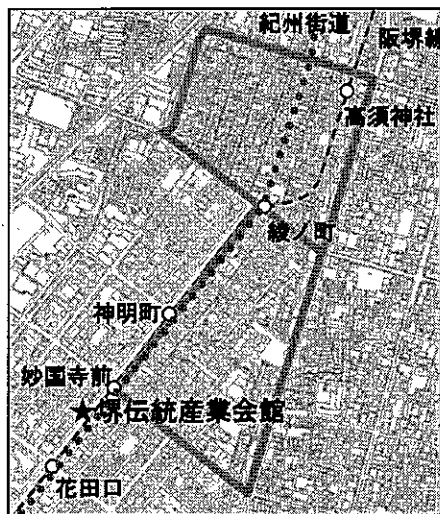 紀州街道
阪堺線
高須神社
綾ノ町
神明町
妙国寺前
★堺伝統産業会館
花田口